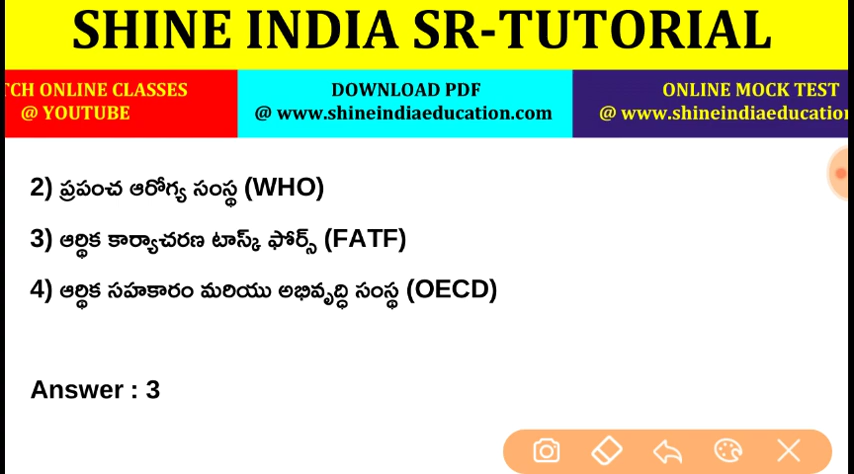 SHINE INDIA SR-TUTORIAL
TCH ONLINE CLASSES
@ YOUTUBE
DOWNLOAD PDF
@ www.shineindiaeducation.com
ONLINE MOCK TEST
@ www.shineindiaeducation
2) ప్రపంచ ఆరోగ్య సంస్థ (WHO)
3) ఆర్థిక కార్యాచరణ టాస్క్ ఫోర్స్ (FATF)
4) ఆర్థిక సహకారం మరియు అభివృద్ధి సంస్థ (OECD)
Answer : 3